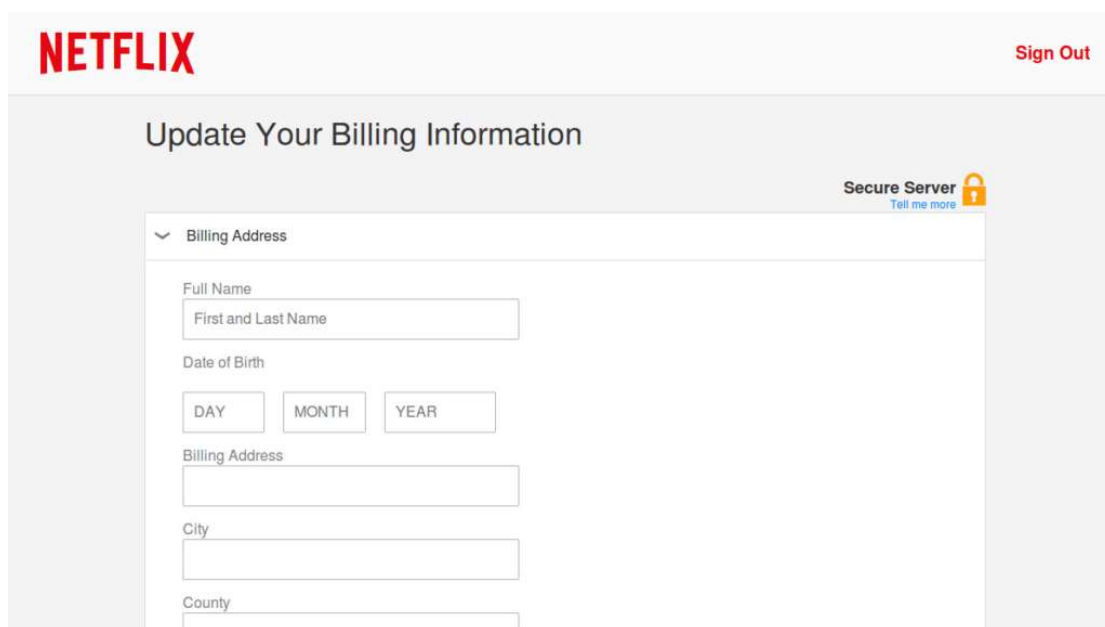 NETFLIX
Sign Out
Update Your Billing Information
Secure Server
Tell me more
Billing Address
Full Name
First and Last Name
Date of Birth
DAY MONTH YEAR
Billing Address
City
County